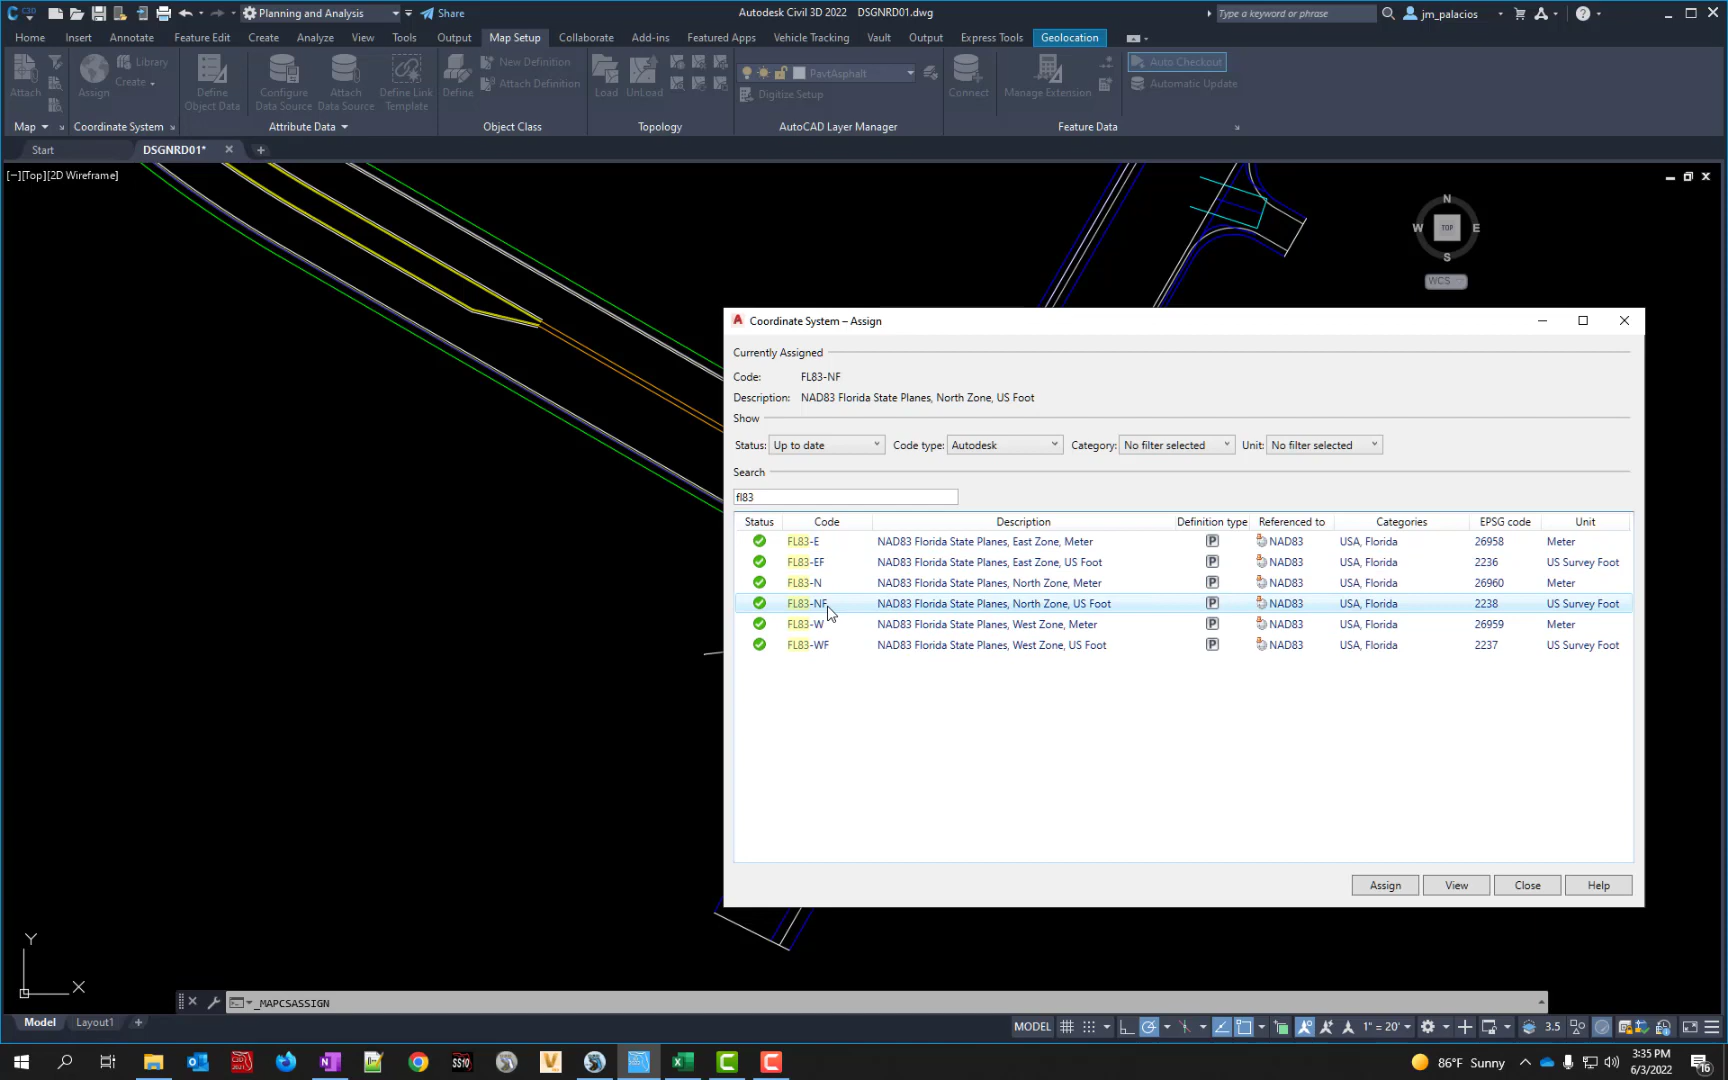 C3D
Planning and Analysis
Share
Autodesk Civil 3D 2022 DSGNRD01.dwg
Type a keyword or phrase
jm_palacios
Home Insert Annotate Feature Edit Create Analyze View Tools Output Map Setup Collaborate Add-ins Featured Apps Vehicle Tracking Vault Output Express Tools Geolocation
Attach
Assign
Library
Create
Define Object Data
Configure Data Source
Attach Data Source
Define Link Template
Define
New Definition
Attach Definition
Load
UnLoad
PavtAsphalt
Digitize Setup
Connect
Manage Extension
Auto Checkout
Automatic Update
Map Coordinate System Attribute Data Object Class Topology AutoCAD Layer Manager Feature Data
Start DSGNRD01*
[−][Top][2D Wireframe]
N
W TOP E
S
WCS
A Coordinate System – Assign
Currently Assigned
Code: FL83-NF
Description: NAD83 Florida State Planes, North Zone, US Foot
Show
Status: Up to date Code type: Autodesk Category: No filter selected Unit: No filter selected
Search
fl83
Status Code Description Definition type Referenced to Categories EPSG code Unit
FL83-E NAD83 Florida State Planes, East Zone, Meter P NAD83 USA, Florida 26958 Meter
FL83-EF NAD83 Florida State Planes, East Zone, US Foot P NAD83 USA, Florida 2236 US Survey Foot
FL83-N NAD83 Florida State Planes, North Zone, Meter P NAD83 USA, Florida 26960 Meter
FL83-NF NAD83 Florida State Planes, North Zone, US Foot P NAD83 USA, Florida 2238 US Survey Foot
FL83-W NAD83 Florida State Planes, West Zone, Meter P NAD83 USA, Florida 26959 Meter
FL83-WF NAD83 Florida State Planes, West Zone, US Foot P NAD83 USA, Florida 2237 US Survey Foot
Assign View Close Help
Y
X
_MAPCSASSIGN
Model Layout1
MODEL 1" = 20' 3.5
SS10
86°F Sunny
3:35 PM
6/3/2022
16